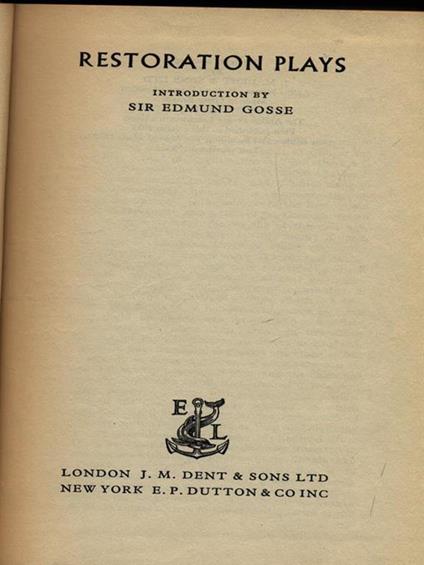 RESTORATION PLAYS
INTRODUCTION BY
SIR EDMUND GOSSE
E L
LONDON J. M. DENT & SONS LTD
NEW YORK E. P. DUTTON & CO INC